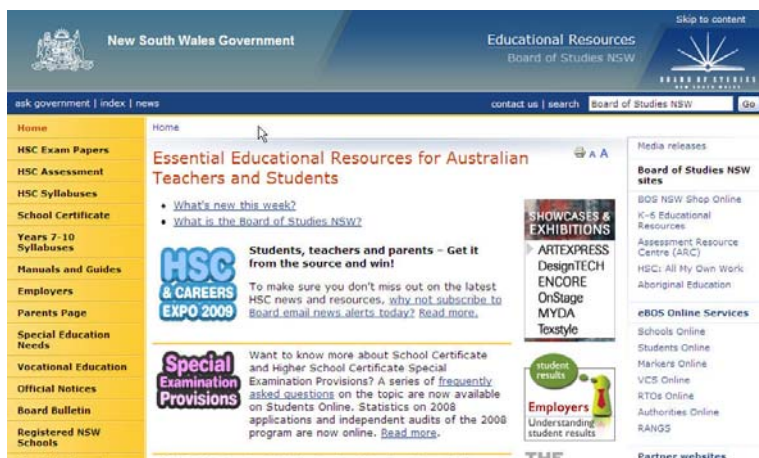 Skip to content
New South Wales Government
Educational Resources
Board of Studies NSW
BOARD OF STUDIES
NEW SOUTH WALES
ask government | index | news
contact us | search
Board of Studies NSW
Go
Home
HSC Exam Papers
HSC Assessment
HSC Syllabuses
School Certificate
Years 7-10
Syllabuses
Manuals and Guides
Employers
Parents Page
Special Education
Needs
Vocational Education
Official Notices
Board Bulletin
Registered NSW
Schools
Home
A A
Essential Educational Resources for Australian
Teachers and Students
• What's new this week?
• What is the Board of Studies NSW?
HSC
& CAREERS
EXPO 2009
Students, teachers and parents – Get it
from the source and win!
To make sure you don't miss out on the latest
HSC news and resources, why not subscribe to
Board email news alerts today? Read more.
Special
Examination
Provisions
Want to know more about School Certificate
and Higher School Certificate Special
Examination Provisions? A series of frequently
asked questions on the topic are now available
on Students Online. Statistics on 2008
applications and independent audits of the 2008
program are now online. Read more.
SHOWCASES &
EXHIBITIONS
ARTEXPRESS
DesignTECH
ENCORE
OnStage
MYDA
Texstyle
student
results
Employers
Understanding
student results
THE
Media releases
Board of Studies NSW
sites
BOS NSW Shop Online
K-6 Educational
Resources
Assessment Resource
Centre (ARC)
HSC: All My Own Work
Aboriginal Education
eBOS Online Services
Schools Online
Students Online
Markers Online
VCS Online
RTOs Online
Authorities Online
RANGS
Partner websites